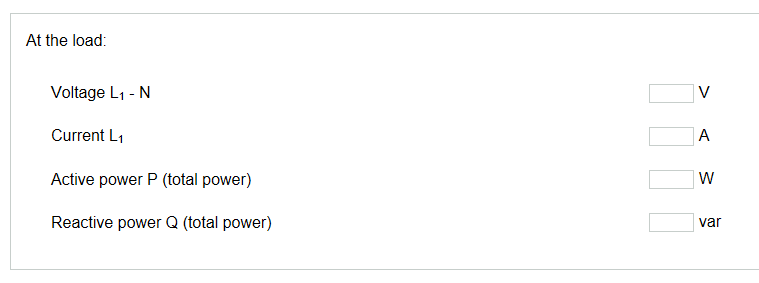 At the load:
Voltage L₁ - N V
Current L₁ A
Active power P (total power) W
Reactive power Q (total power) var